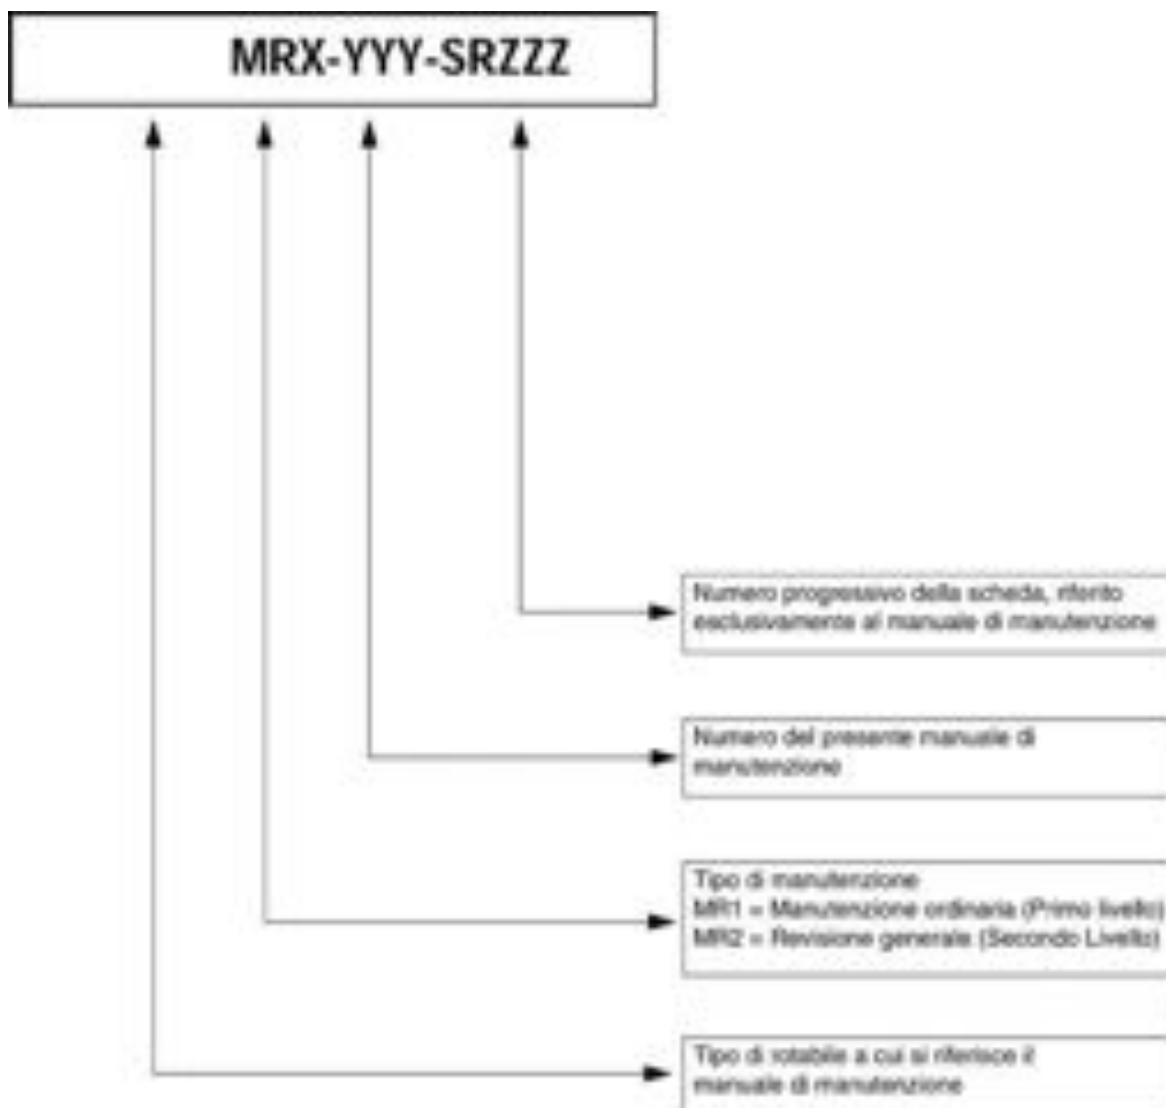 MRX-YYY-SRZZZ
Numero progressivo della scheda, riferito
esclusivamente al manuale di manutenzione
Numero del presente manuale di
manutenzione
Tipo di manutenzione
MR1 = Manutenzione ordinaria (Primo livello)
MR2 = Revisione generale (Secondo Livello)
Tipo di rotabile a cui si riferisce il
manuale di manutenzione